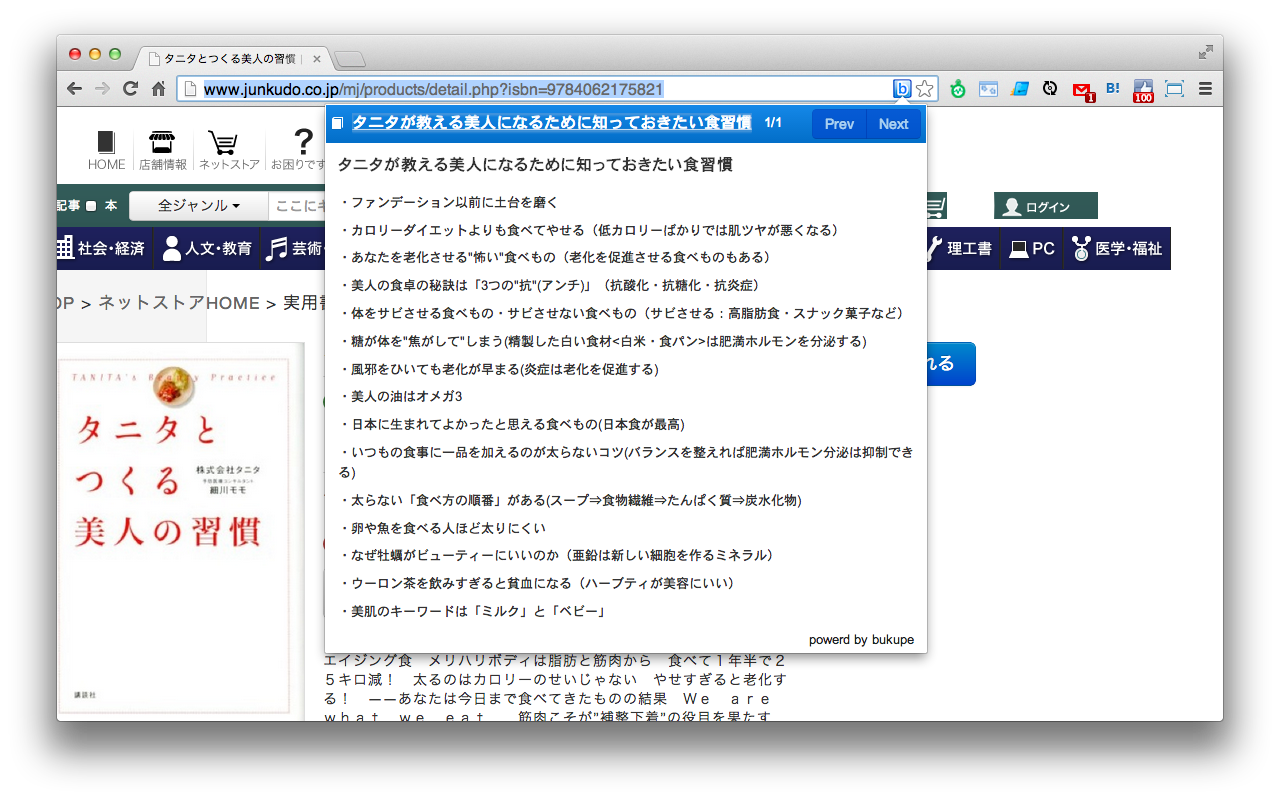 タニタとつくる美人の習慣 |
www.junkudo.co.jp/mj/products/detail.php?isbn=9784062175821
b
1
B!
100
タニタが教える美人になるために知っておきたい食習慣 1/1 Prev Next
HOME 店舗情報 ネットストア お困りです
タニタが教える美人になるために知っておきたい食習慣
・ファンデーション以前に土台を磨く
・カロリーダイエットよりも食べてやせる（低カロリーばかりでは肌ツヤが悪くなる）
・あなたを老化させる"怖い"食べもの（老化を促進させる食べものもある）
・美人の食卓の秘訣は「3つの"抗"(アンチ)」（抗酸化・抗糖化・抗炎症）
・体をサビさせる食べもの・サビさせない食べもの（サビさせる：高脂肪食・スナック菓子など）
・糖が体を"焦がして"しまう(精製した白い食材<白米・食パン>は肥満ホルモンを分泌する)
・風邪をひいても老化が早まる(炎症は老化を促進する)
・美人の油はオメガ3
・日本に生まれてよかったと思える食べもの(日本食が最高)
・いつもの食事に一品を加えるのが太らないコツ(バランスを整えれば肥満ホルモン分泌は抑制でき
る)
・太らない「食べ方の順番」がある(スープ⇒食物繊維⇒たんぱく質⇒炭水化物)
・卵や魚を食べる人ほど太りにくい
・なぜ牡蠣がビューティーにいいのか（亜鉛は新しい細胞を作るミネラル）
・ウーロン茶を飲みすぎると貧血になる（ハーブティが美容にいい）
・美肌のキーワードは「ミルク」と「ベビー」
powerd by bukupe
記事 本 全ジャンル ここにキ ログイン
社会・経済 人文・教育 芸術・ 理工書 PC 医学・福祉
OP > ネットストアHOME > 実用書
れる
TANITA's Beauty Practice
タニタと
つくる
美人の習慣
株式会社タニタ
細川モモ
講談社
エイジング食　メリハリボディは脂肪と筋肉から　食べて１年半で２
５キロ減！　太るのはカロリーのせいじゃない　やせすぎると老化す
る！　――あなたは今日まで食べてきたものの結果　Ｗｅ　ａｒｅ
ｗｈａｔ　ｗｅ　ｅａｔ．　筋肉こそが"補整下着"の役目を果たす